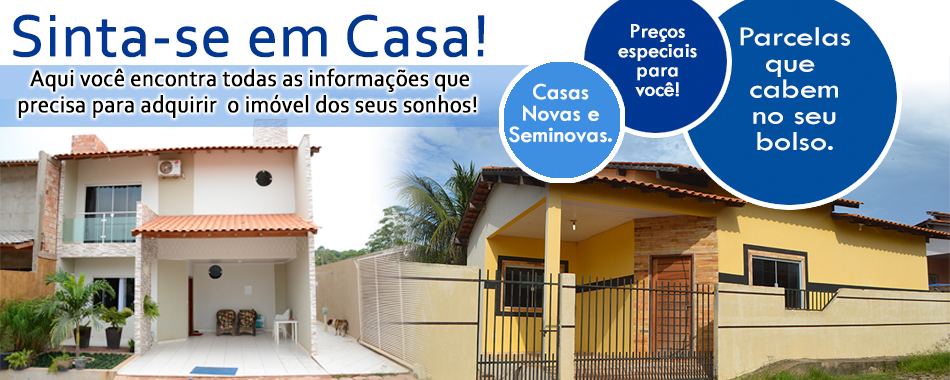 Sinta-se em Casa!
Aqui você encontra todas as informações que
precisa para adquirir o imóvel dos seus sonhos!
Casas
Novas e
Seminovas.
Preços
especiais
para
você!
Parcelas
que
cabem
no seu
bolso.